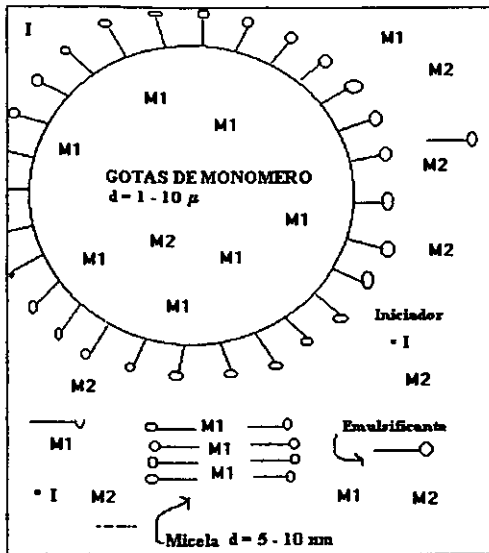 I
M1
M2
M1
M1
M1
M2
GOTAS DE MONOMERO
d = 1 - 10 µ
M1
M2
M1
M1
M2
M1
Iniciador
• I
M2
M2
M1
M1
M1
M1
Emulsificante
• I
M2
M1
M2
Micela d = 5 - 10 nm